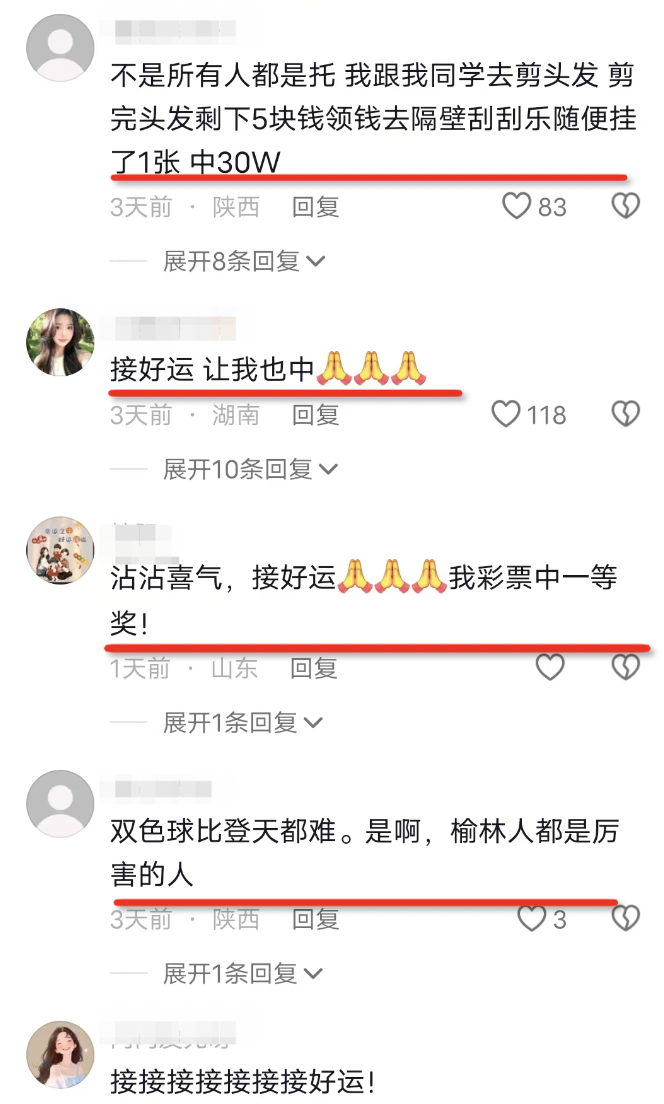 不是所有人都是托 我跟我同学去剪头发 剪
完头发剩下5块钱领钱去隔壁刮刮乐随便挂
了1张 中30W
3天前 · 陕西 回复 83
展开8条回复
接好运 让我也中🙏🙏🙏
3天前 · 湖南 回复 118
展开10条回复
沾沾喜气，接好运🙏🙏🙏我彩票中一等
奖!
1天前 · 山东 回复
展开1条回复
双色球比登天都难。是啊，榆林人都是厉
害的人
3天前 · 陕西 回复 3
展开1条回复
接接接接接接接好运!